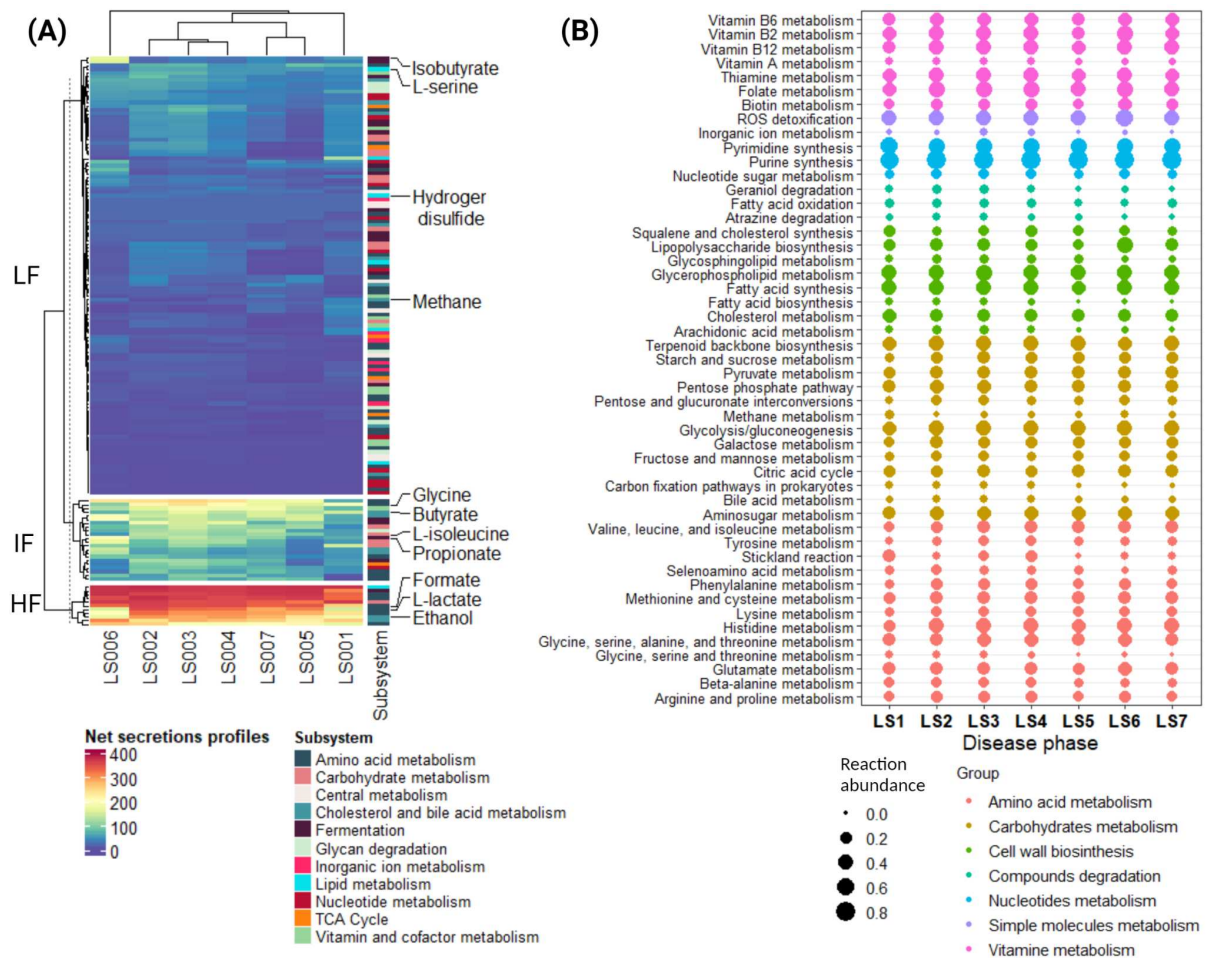 (A)
Isobutyrate
L-serine
Hydroger
disulfide
Methane
LF
Glycine
Butyrate
L-isoleucine
Propionate
IF
Formate
L-lactate
Ethanol
HF
LS006
LS002
LS003
LS004
LS007
LS005
LS001
Subsystem
Net secretions profiles
400
300
200
100
0
Subsystem
Amino acid metabolism
Carbohydrate metabolism
Central metabolism
Cholesterol and bile acid metabolism
Fermentation
Glycan degradation
Inorganic ion metabolism
Lipid metabolism
Nucleotide metabolism
TCA Cycle
Vitamin and cofactor metabolism
(B)
Vitamin B6 metabolism
Vitamin B2 metabolism
Vitamin B12 metabolism
Vitamin A metabolism
Thiamine metabolism
Folate metabolism
Biotin metabolism
ROS detoxification
Inorganic ion metabolism
Pyrimidine synthesis
Purine synthesis
Nucleotide sugar metabolism
Geraniol degradation
Fatty acid oxidation
Atrazine degradation
Squalene and cholesterol synthesis
Lipopolysaccharide biosynthesis
Glycosphingolipid metabolism
Glycerophospholipid metabolism
Fatty acid synthesis
Fatty acid biosynthesis
Cholesterol metabolism
Arachidonic acid metabolism
Terpenoid backbone biosynthesis
Starch and sucrose metabolism
Pyruvate metabolism
Pentose phosphate pathway
Pentose and glucuronate interconversions
Methane metabolism
Glycolysis/gluconeogenesis
Galactose metabolism
Fructose and mannose metabolism
Citric acid cycle
Carbon fixation pathways in prokaryotes
Bile acid metabolism
Aminosugar metabolism
Valine, leucine, and isoleucine metabolism
Tyrosine metabolism
Stickland reaction
Selenoamino acid metabolism
Phenylalanine metabolism
Methionine and cysteine metabolism
Lysine metabolism
Histidine metabolism
Glycine, serine, alanine, and threonine metabolism
Glycine, serine and threonine metabolism
Glutamate metabolism
Beta-alanine metabolism
Arginine and proline metabolism
LS1 LS2 LS3 LS4 LS5 LS6 LS7
Disease phase
Reaction
abundance
0.0
0.2
0.4
0.6
0.8
Group
Amino acid metabolism
Carbohydrates metabolism
Cell wall biosinthesis
Compounds degradation
Nucleotides metabolism
Simple molecules metabolism
Vitamine metabolism